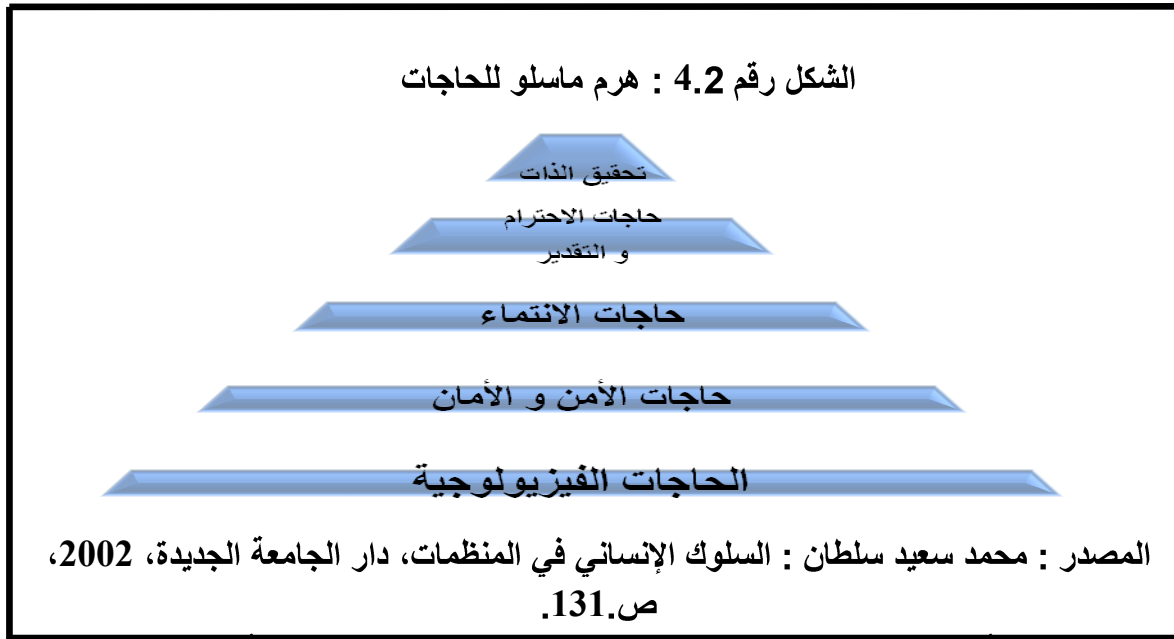 الشكل رقم 4.2 : هرم ماسلو للحاجات
تحقيق الذات
حاجات الاحترام
و التقدير
حاجات الانتماء
حاجات الأمن و الأمان
الحاجات الفيزيولوجية
المصدر : محمد سعيد سلطان : السلوك الإنساني في المنظمات، دار الجامعة الجديدة، 2002،
ص.131.